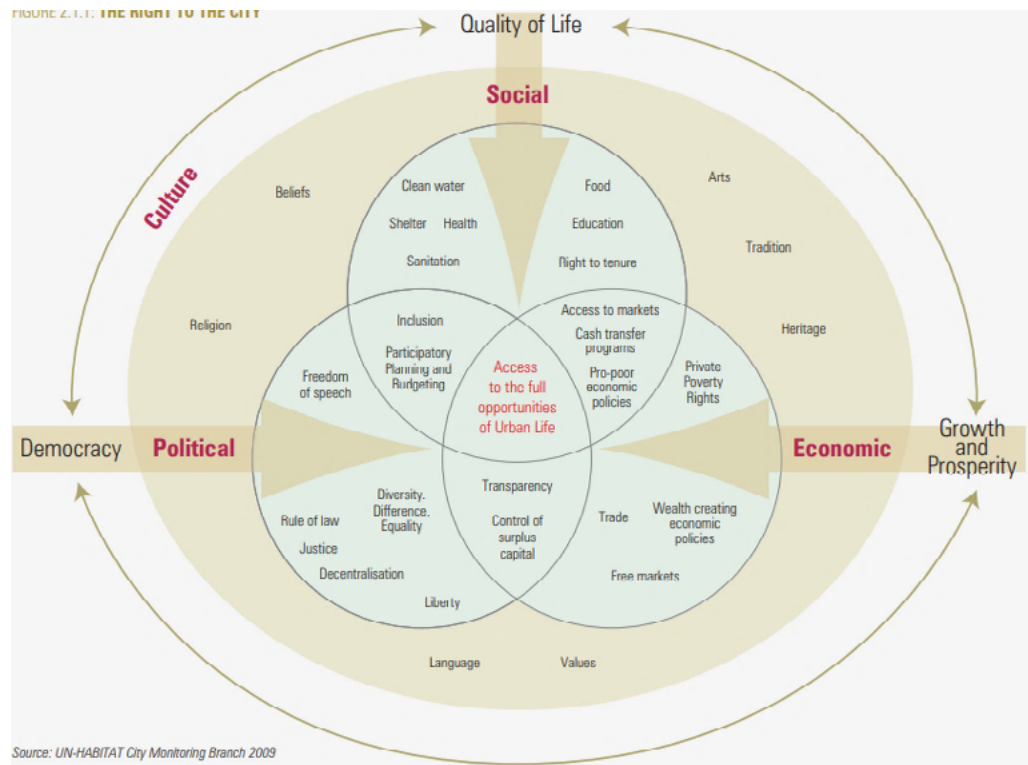 FIGURE 2.1.1: THE RIGHT TO THE CITY
Quality of Life
Social
Culture
Beliefs
Arts
Clean water
Food
Shelter
Health
Education
Tradition
Sanitation
Right to tenure
Religion
Heritage
Inclusion
Access to markets
Cash transfer
programs
Participatory
Planning and
Budgeting
Pro-poor
economic
policies
Freedom
of speech
Private
Poverty
Rights
Access
to the full
opportunities
of Urban Life
Democracy
Political
Economic
Growth
and
Prosperity
Transparency
Control of
surplus
capital
Diversity,
Difference,
Equality
Rule of law
Justice
Decentralisation
Liberty
Trade
Wealth creating
economic
policies
Free markets
Language
Values
Source: UN-HABITAT City Monitoring Branch 2009